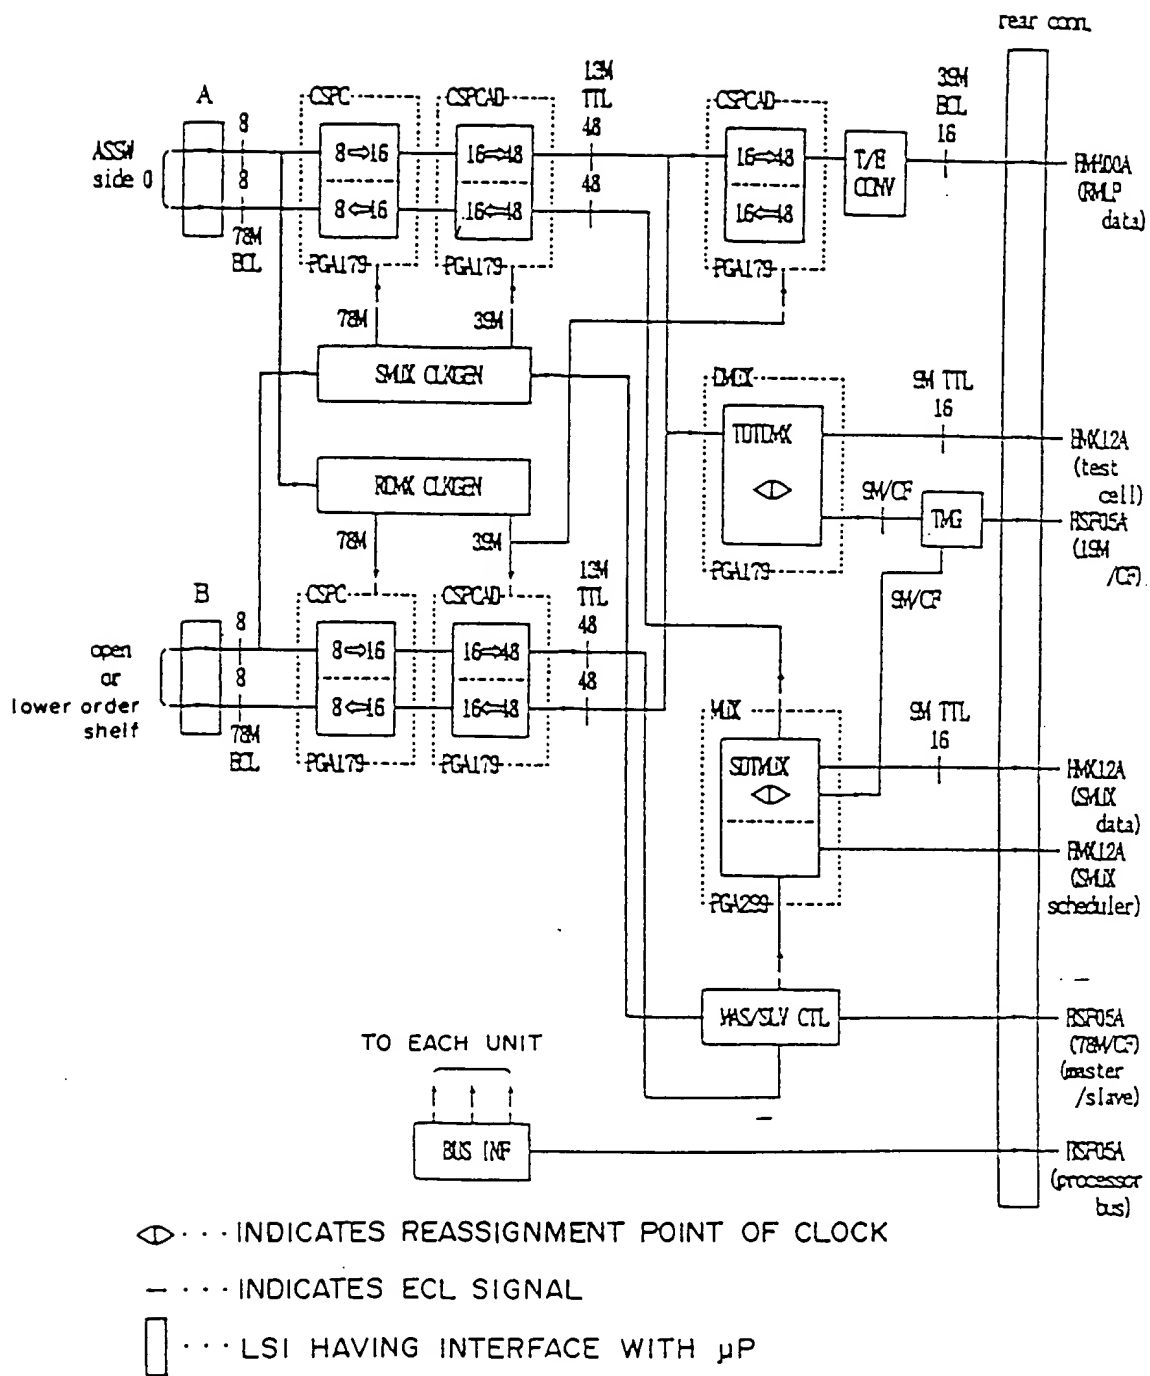 rear conn.
A
8
8
78M
ECL
ASSW
side 0
CSPC
8⇒16
8⇐16
PGA179
CSPCAD
16⇒48
16⇐48
PGA179
13M
TTL
48
48
CSPCAD
16⇒48
16⇐48
PGA179
T/E
CONV
39M
ECL
16
(RMLP
data)
78M
39M
SMUX CLKGEN
RDMX CLKGEN
78M
39M
DMUX
TDTDMX
PGA179
9M TTL
16
HMX12A
(test
cell)
9M/CF
TMG
HSF05A
(19M
/CF)
9M/CF
B
8
8
78M
ECL
open
or
lower order
shelf
CSPC
8⇒16
8⇐16
PGA179
CSPCAD
16⇒48
16⇐48
PGA179
13M
TTL
48
48
MUX
SDTMUX
PGA299
9M TTL
16
HMX12A
(SMUX
data)
HMX12A
(SMUX
scheduler)
MAS/SLV CTL
HSF05A
(78M/CF)
(master
/slave)
TO EACH UNIT
BUS INF
HSF05A
(processor
bus)
· · · INDICATES REASSIGNMENT POINT OF CLOCK
— · · · INDICATES ECL SIGNAL
· · · LSI HAVING INTERFACE WITH µP